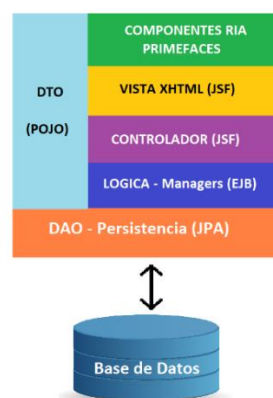 COMPONENTES RIA
PRIMEFACES
DTO
(POJO)
VISTA XHTML (JSF)
CONTROLADOR (JSF)
LOGICA - Managers (EJB)
DAO - Persistencia (JPA)
Base de Datos